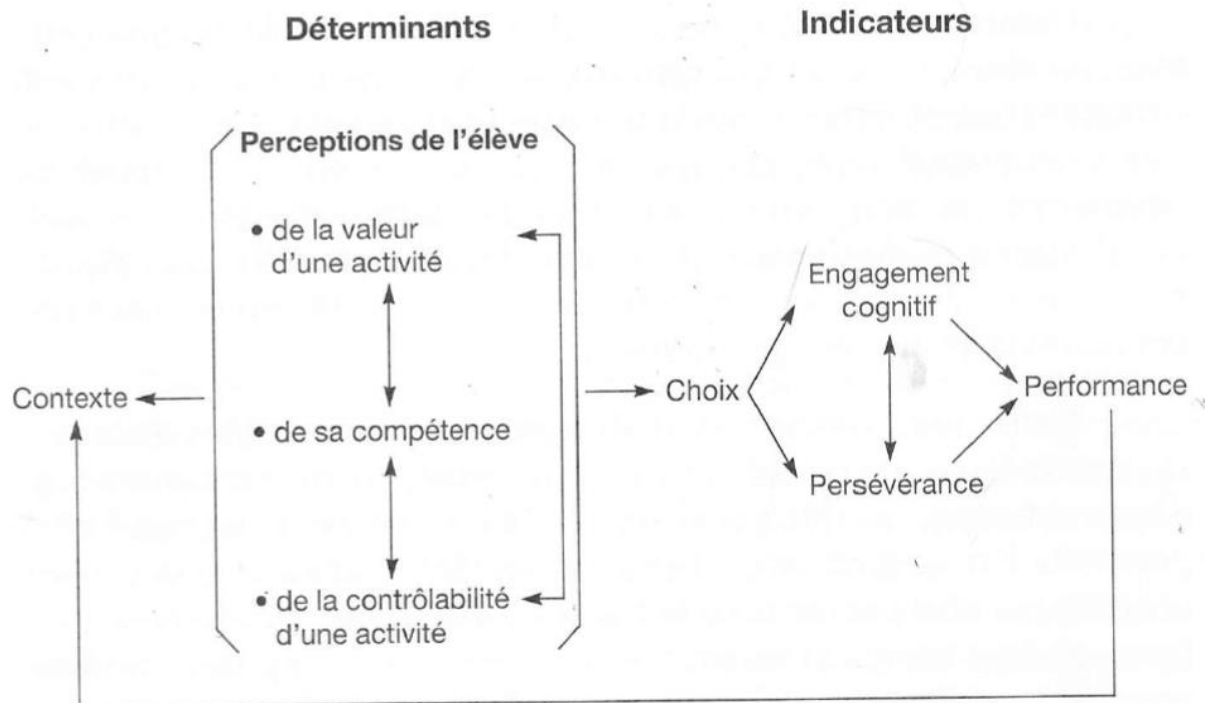 Déterminants
Indicateurs
Perceptions de l'élève
• de la valeur
d'une activité
• de sa compétence
• de la contrôlabilité
d'une activité
Contexte
Choix
Engagement
cognitif
Persévérance
Performance